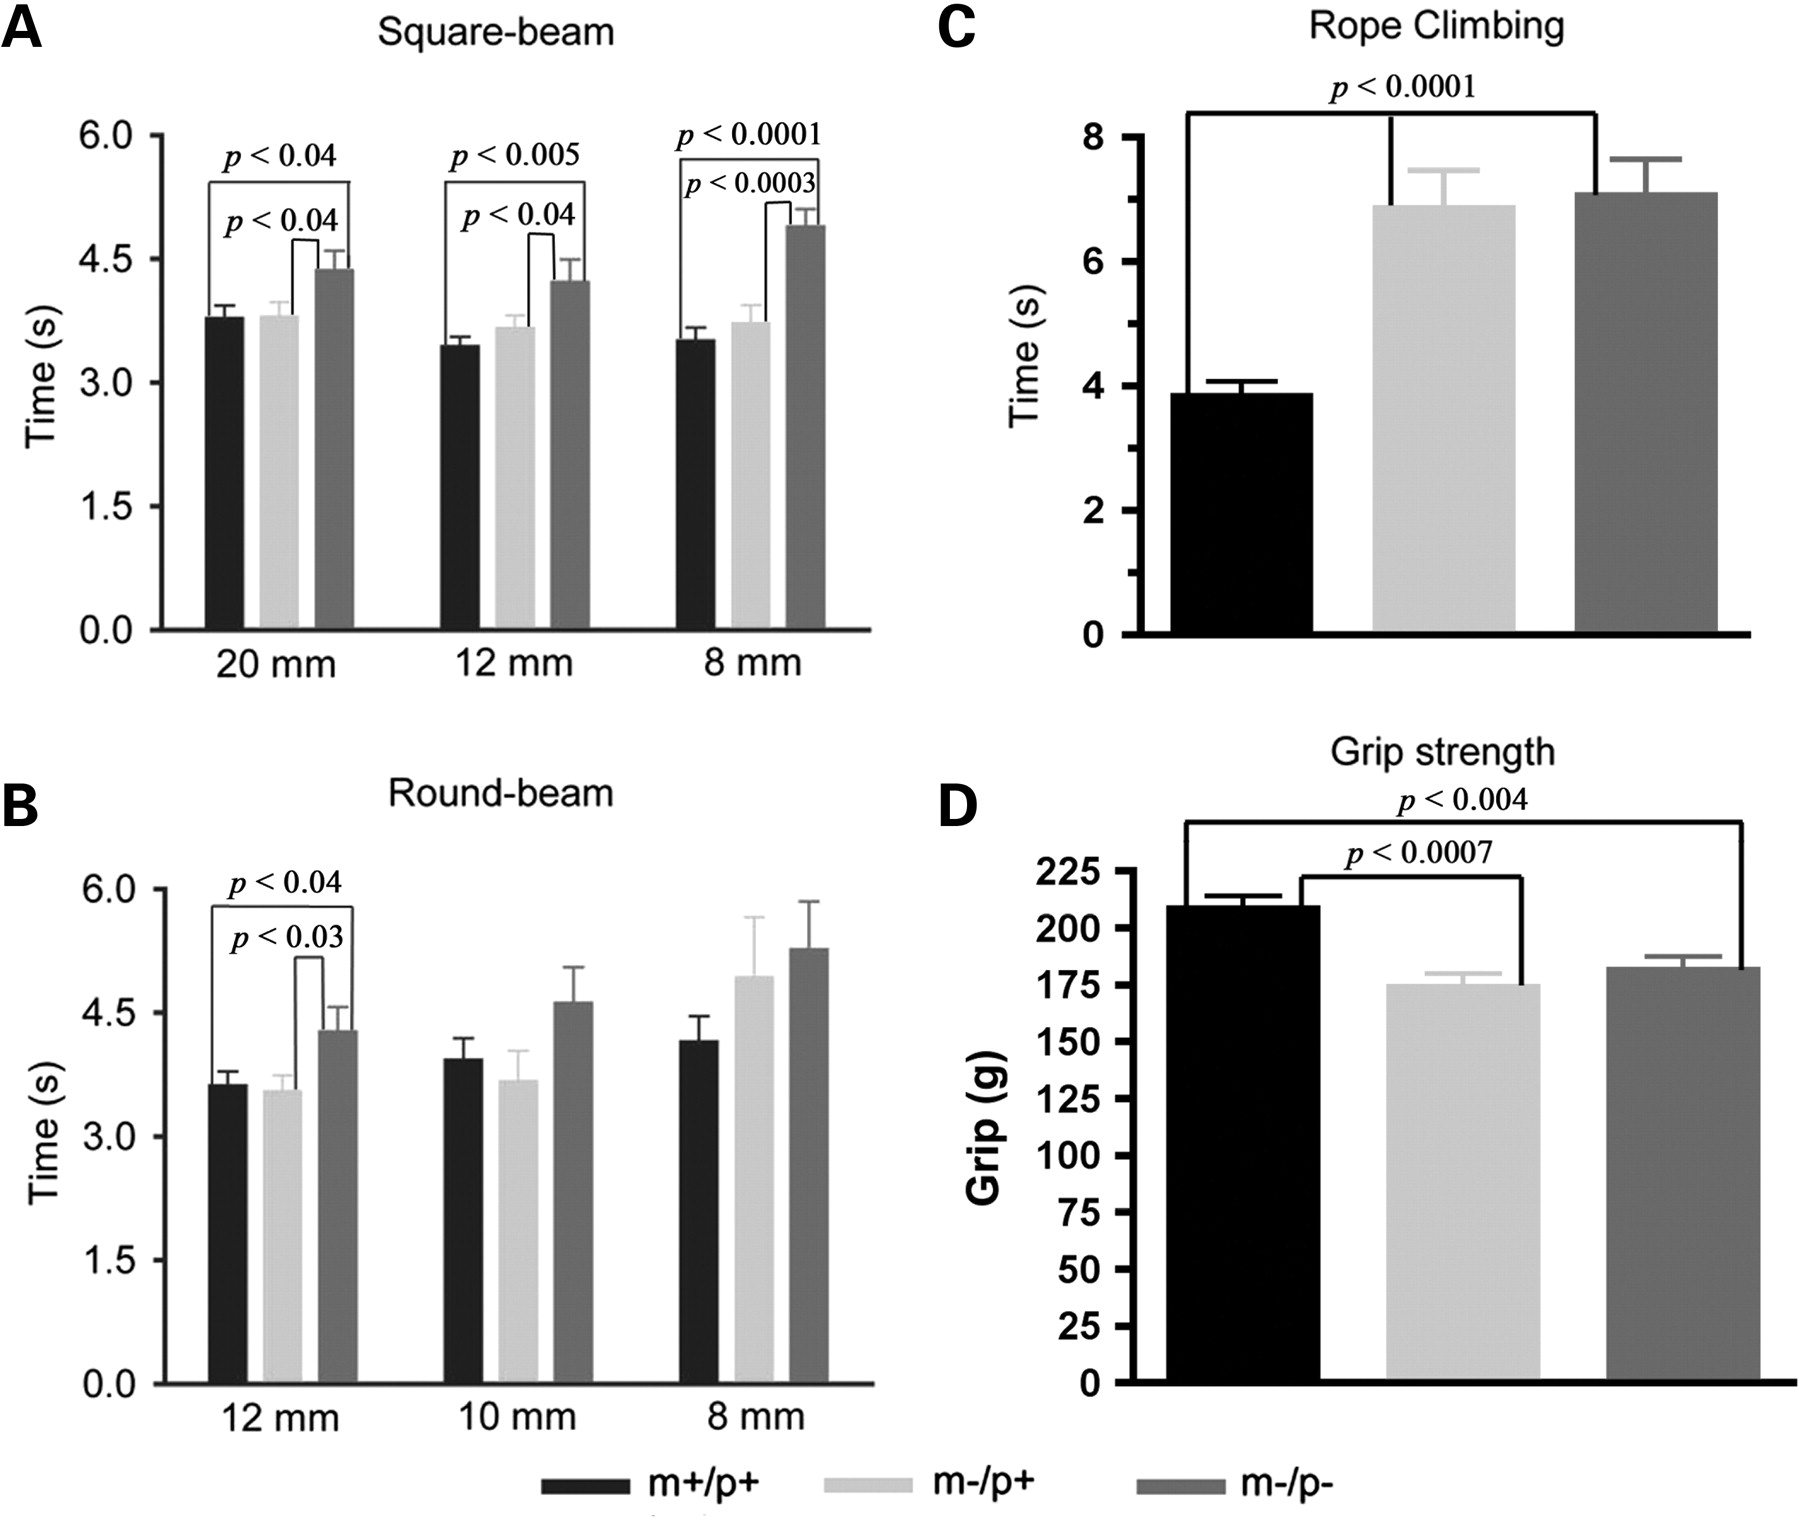 A
Square-beam
6.0
4.5
3.0
1.5
0.0
Time (s)
p < 0.04
p < 0.04
p < 0.005
p < 0.04
p < 0.0001
p < 0.0003
20 mm
12 mm
8 mm
B
Round-beam
6.0
4.5
3.0
1.5
0.0
Time (s)
p < 0.04
p < 0.03
12 mm
10 mm
8 mm
C
Rope Climbing
p < 0.0001
8
6
4
2
0
Time (s)
D
Grip strength
p < 0.004
p < 0.0007
225
200
175
150
125
100
75
50
25
0
Grip (g)
m+/p+
m-/p+
m-/p-